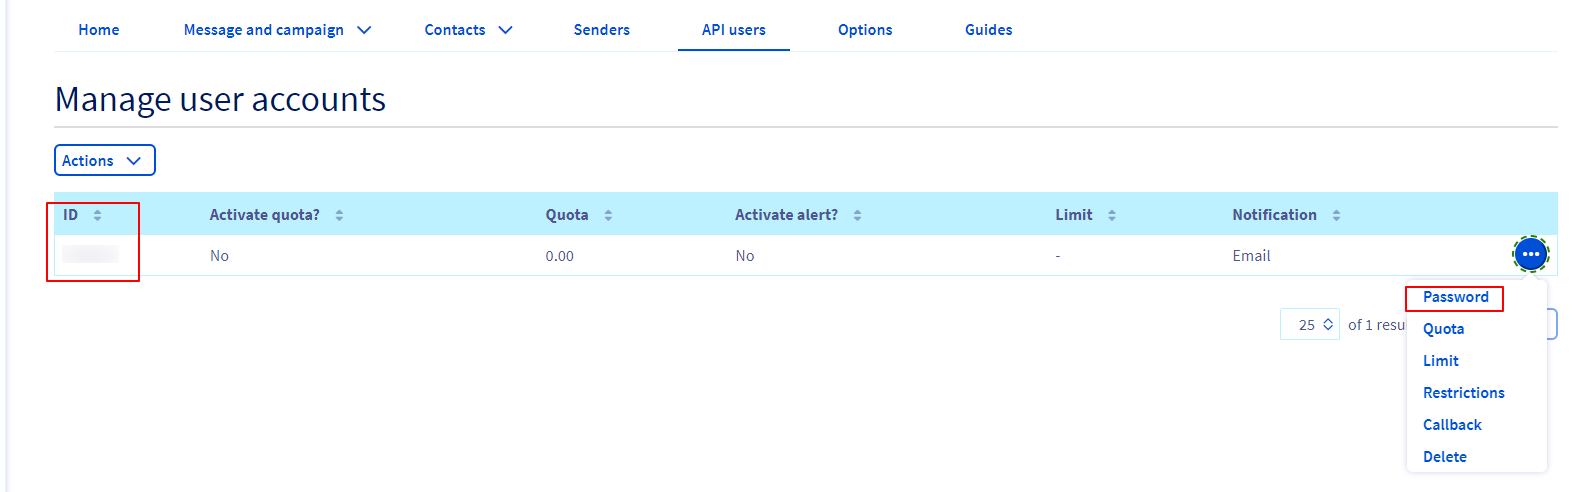 Home Message and campaign Contacts Senders API users Options Guides
Manage user accounts
Actions
ID Activate quota? Quota Activate alert? Limit Notification
No 0.00 No - Email
Password
25 of 1 resu
Quota
Limit
Restrictions
Callback
Delete